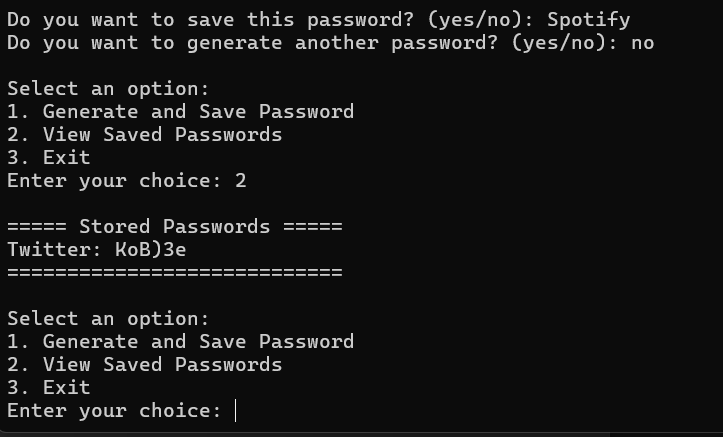 Do you want to save this password? (yes/no): Spotify
Do you want to generate another password? (yes/no): no
Select an option:
1. Generate and Save Password
2. View Saved Passwords
3. Exit
Enter your choice: 2
===== Stored Passwords =====
Twitter: KoB)3e
============================
Select an option:
1. Generate and Save Password
2. View Saved Passwords
3. Exit
Enter your choice: